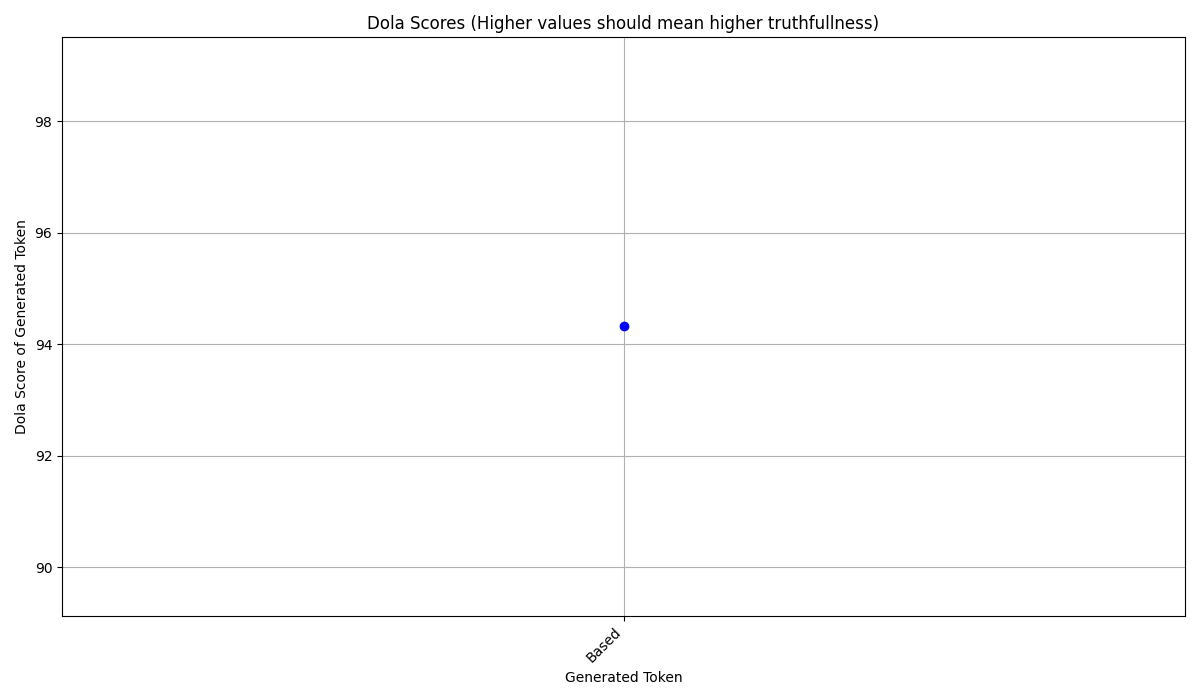 Dola Scores (Higher values should mean higher truthfullness)
98
96
94
92
90
Dola Score of Generated Token
Based
Generated Token